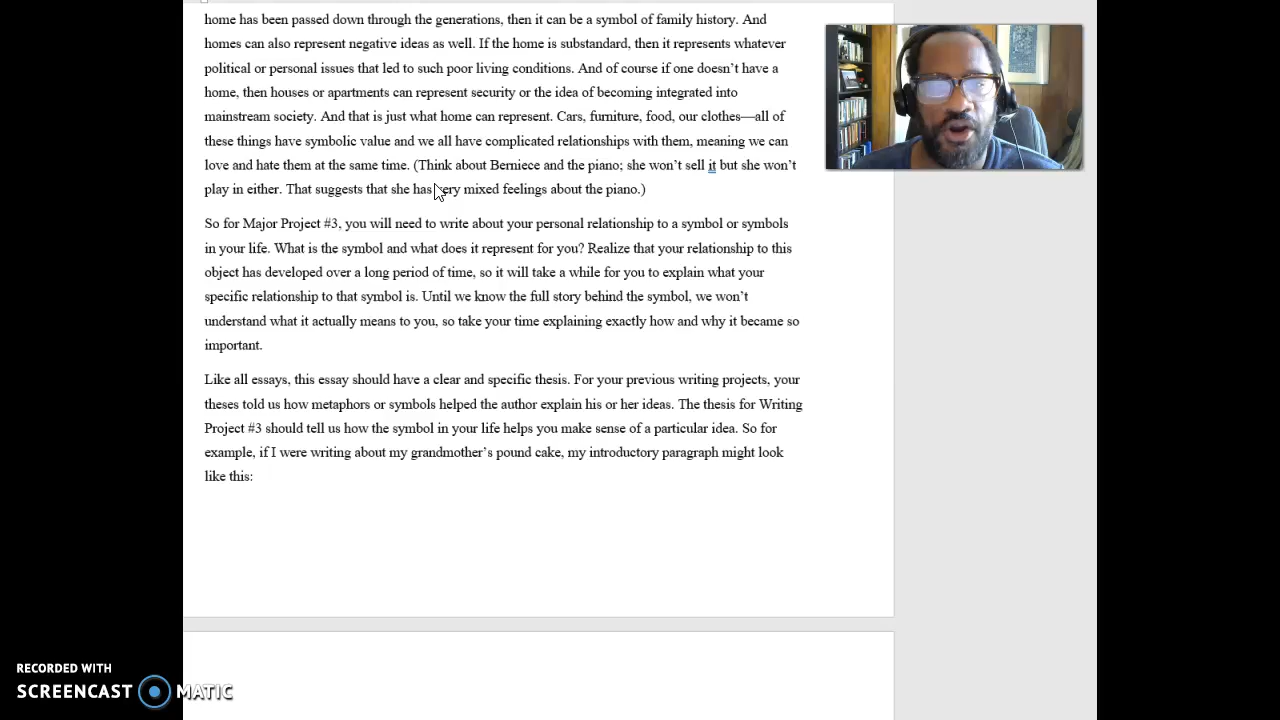 home has been passed down through the generations, then it can be a symbol of family history. And
homes can also represent negative ideas as well. If the home is substandard, then it represents whatever
political or personal issues that led to such poor living conditions. And of course if one doesn’t have a
home, then houses or apartments can represent security or the idea of becoming integrated into
mainstream society. And that is just what home can represent. Cars, furniture, food, our clothes—all of
these things have symbolic value and we all have complicated relationships with them, meaning we can
love and hate them at the same time. (Think about Berniece and the piano; she won’t sell it but she won’t
play in either. That suggests that she has very mixed feelings about the piano.)
So for Major Project #3, you will need to write about your personal relationship to a symbol or symbols
in your life. What is the symbol and what does it represent for you? Realize that your relationship to this
object has developed over a long period of time, so it will take a while for you to explain what your
specific relationship to that symbol is. Until we know the full story behind the symbol, we won’t
understand what it actually means to you, so take your time explaining exactly how and why it became so
important.
Like all essays, this essay should have a clear and specific thesis. For your previous writing projects, your
theses told us how metaphors or symbols helped the author explain his or her ideas. The thesis for Writing
Project #3 should tell us how the symbol in your life helps you make sense of a particular idea. So for
example, if I were writing about my grandmother’s pound cake, my introductory paragraph might look
like this:
RECORDED WITH
SCREENCAST MATIC